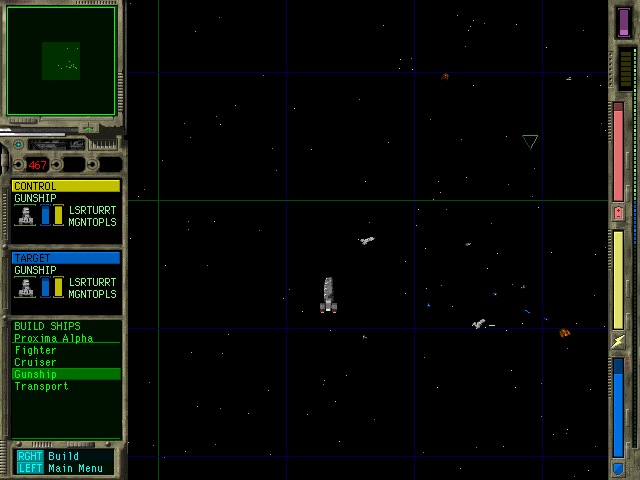 467
CONTROL
GUNSHIP
LSRTURRT
MGNTOPLS
TARGET
GUNSHIP
LSRTURRT
MGNTOPLS
BUILD SHIPS
Proxima Alpha
Fighter
Cruiser
Gunship
Transport
RGHT Build
LEFT Main Menu